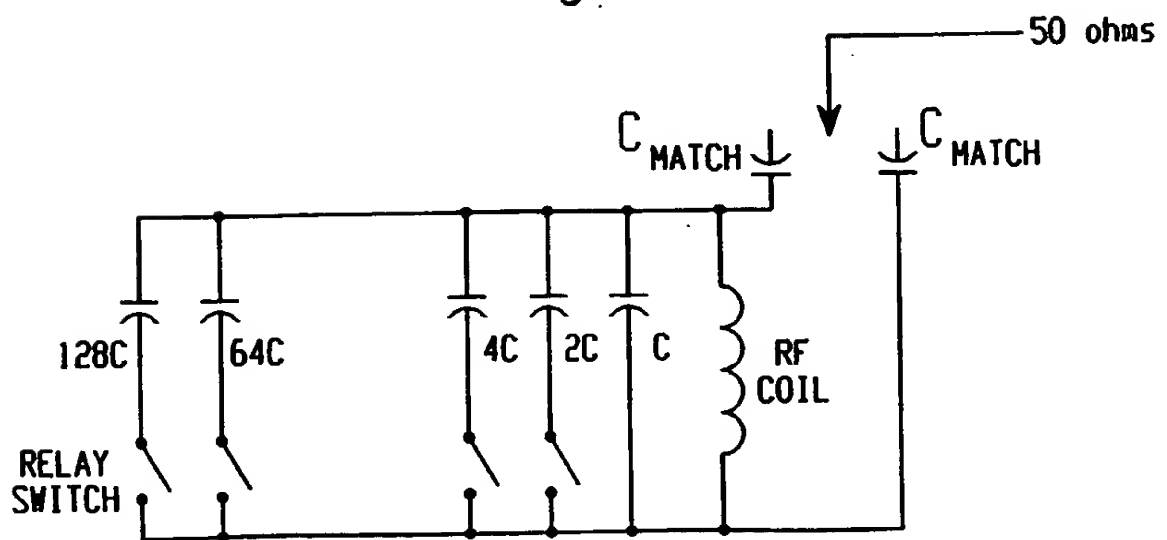 50 ohms
C MATCH
C MATCH
128C
64C
4C
2C
C
RF
COIL
RELAY
SWITCH